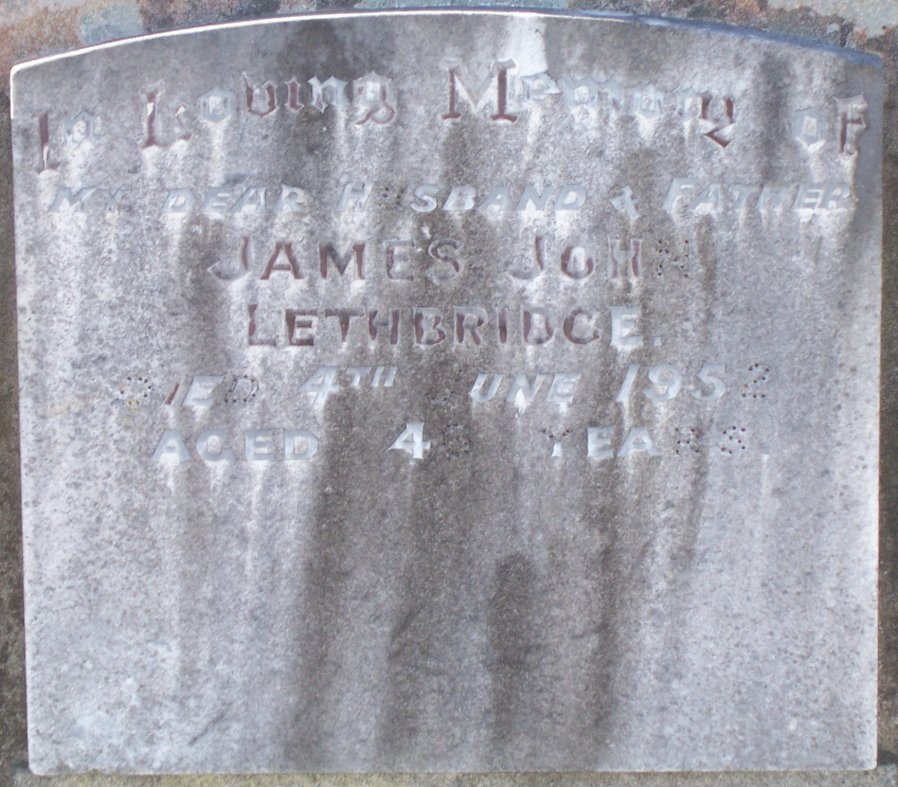 In Loving Memory of
MY DEAR HUSBAND & FATHER
JAMES JOHN
LETHBRIDGE.
DIED 4TH JUNE 1952
AGED YEARS.